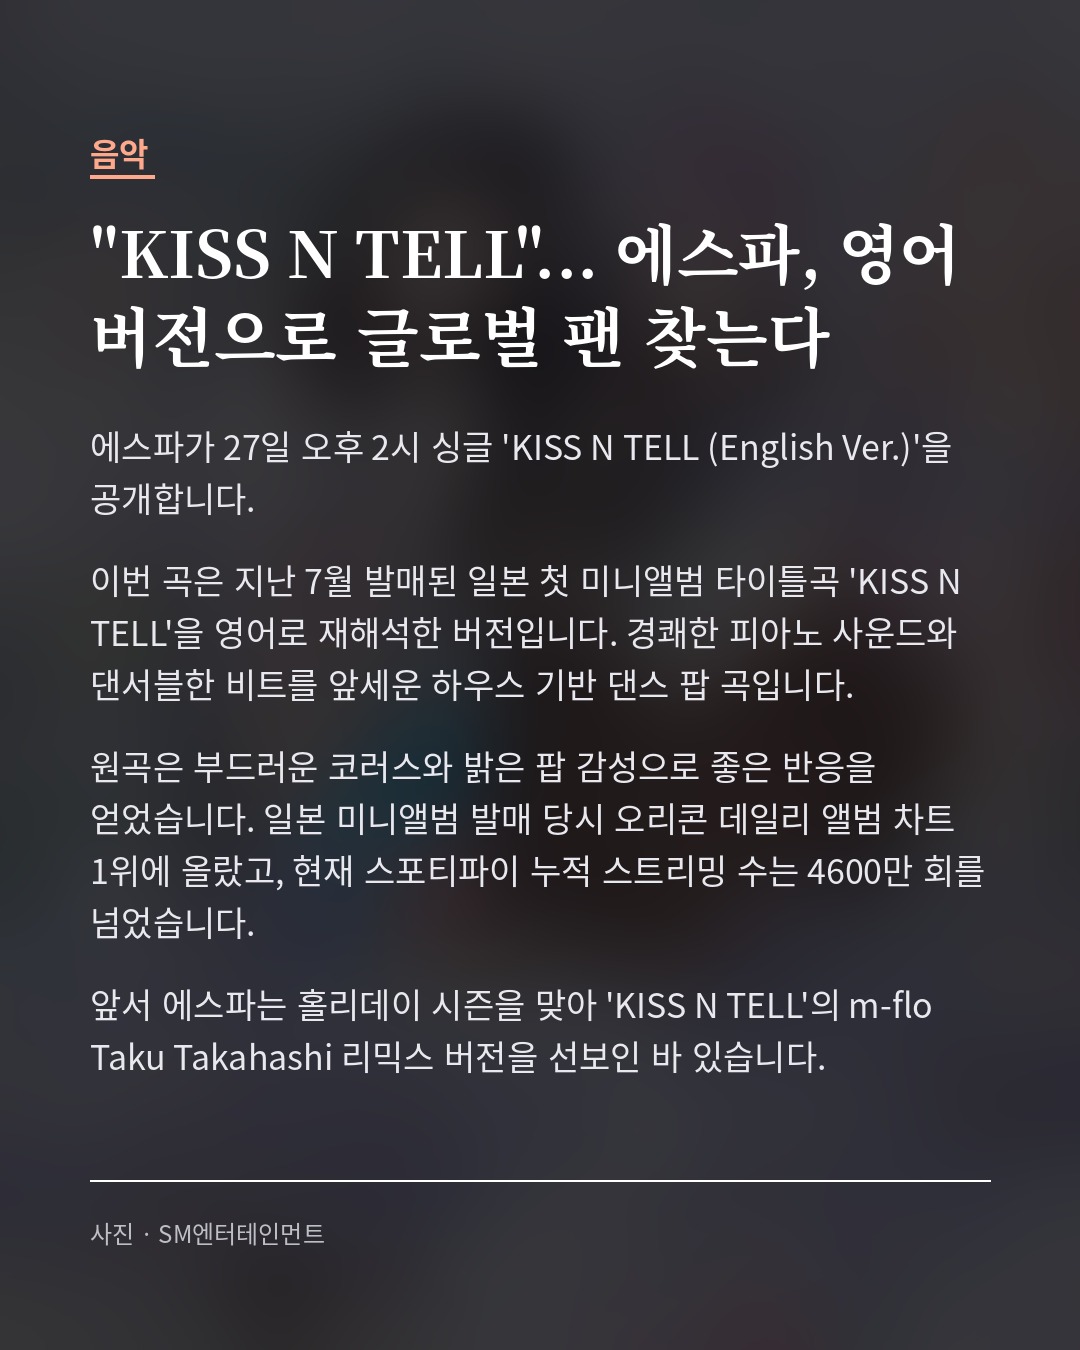 음악
"KISS N TELL"... 에스파, 영어
버전으로 글로벌 팬 찾는다
에스파가 27일 오후 2시 싱글 'KISS N TELL (English Ver.)'을
공개합니다.
이번 곡은 지난 7월 발매된 일본 첫 미니앨범 타이틀곡 'KISS N
TELL'을 영어로 재해석한 버전입니다. 경쾌한 피아노 사운드와
댄서블한 비트를 앞세운 하우스 기반 댄스 팝 곡입니다.
원곡은 부드러운 코러스와 밝은 팝 감성으로 좋은 반응을
얻었습니다. 일본 미니앨범 발매 당시 오리콘 데일리 앨범 차트
1위에 올랐고, 현재 스포티파이 누적 스트리밍 수는 4600만 회를
넘었습니다.
앞서 에스파는 홀리데이 시즌을 맞아 'KISS N TELL'의 m-flo
Taku Takahashi 리믹스 버전을 선보인 바 있습니다.
사진 · SM엔터테인먼트